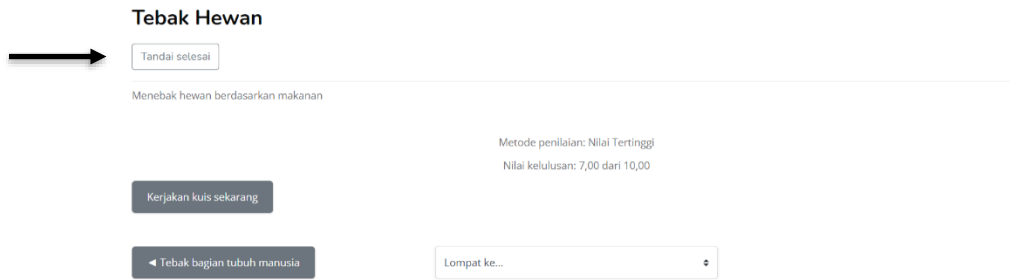 Tebak Hewan
Tandai selesai
Menebak hewan berdasarkan makanan
Metode penilaian: Nilai Tertinggi
Nilai kelulusan: 7,00 dari 10,00
Kerjakan kuis sekarang
◄ Tebak bagian tubuh manusia
Lompat ke...